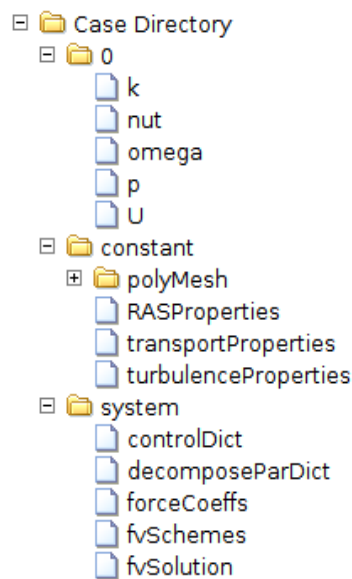 Case Directory
0
k
nut
omega
p
U
constant
polyMesh
RASProperties
transportProperties
turbulenceProperties
system
controlDict
decomposeParDict
forceCoeffs
fvSchemes
fvSolution